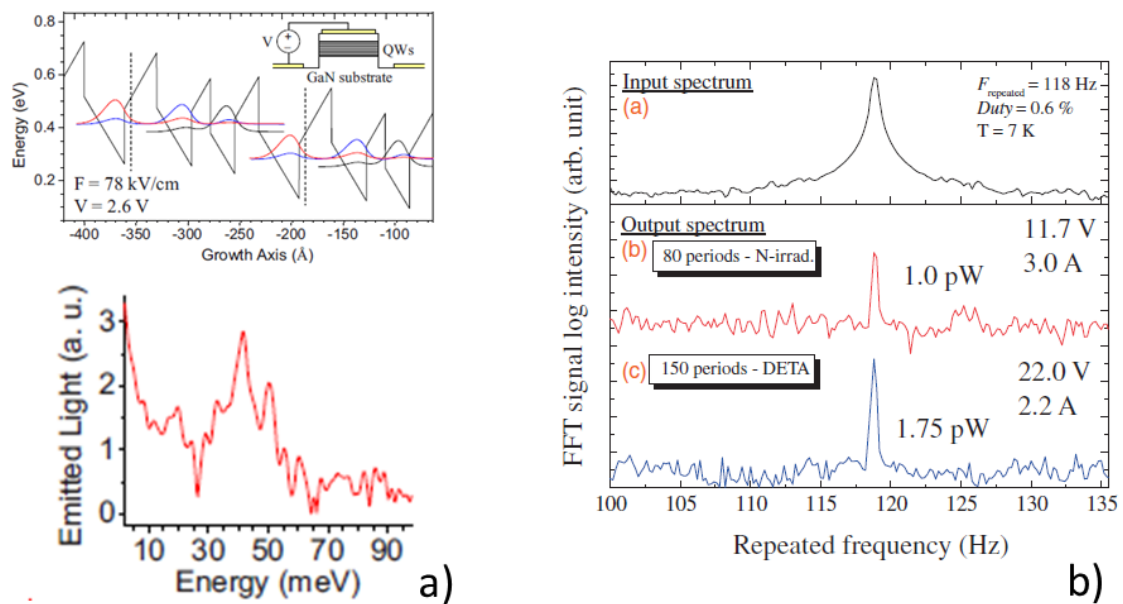 0.8
0.6
0.4
0.2
Energy (eV)
V
QWs
GaN substrate
F = 78 kV/cm
V = 2.6 V
-400 -350 -300 -250 -200 -150 -100
Growth Axis (Å)
3
2
1
0
Emitted Light (a. u.)
10 30 50 70 90
Energy (meV)
a)
FFT signal log intensity (arb. unit)
Input spectrum
(a)
F repeated = 118 Hz
Duty = 0.6 %
T = 7 K
Output spectrum
(b) 80 periods - N-irrad.
11.7 V
3.0 A
1.0 pW
(c) 150 periods - DETA
22.0 V
2.2 A
1.75 pW
100 105 110 115 120 125 130 135
Repeated frequency (Hz)
b)